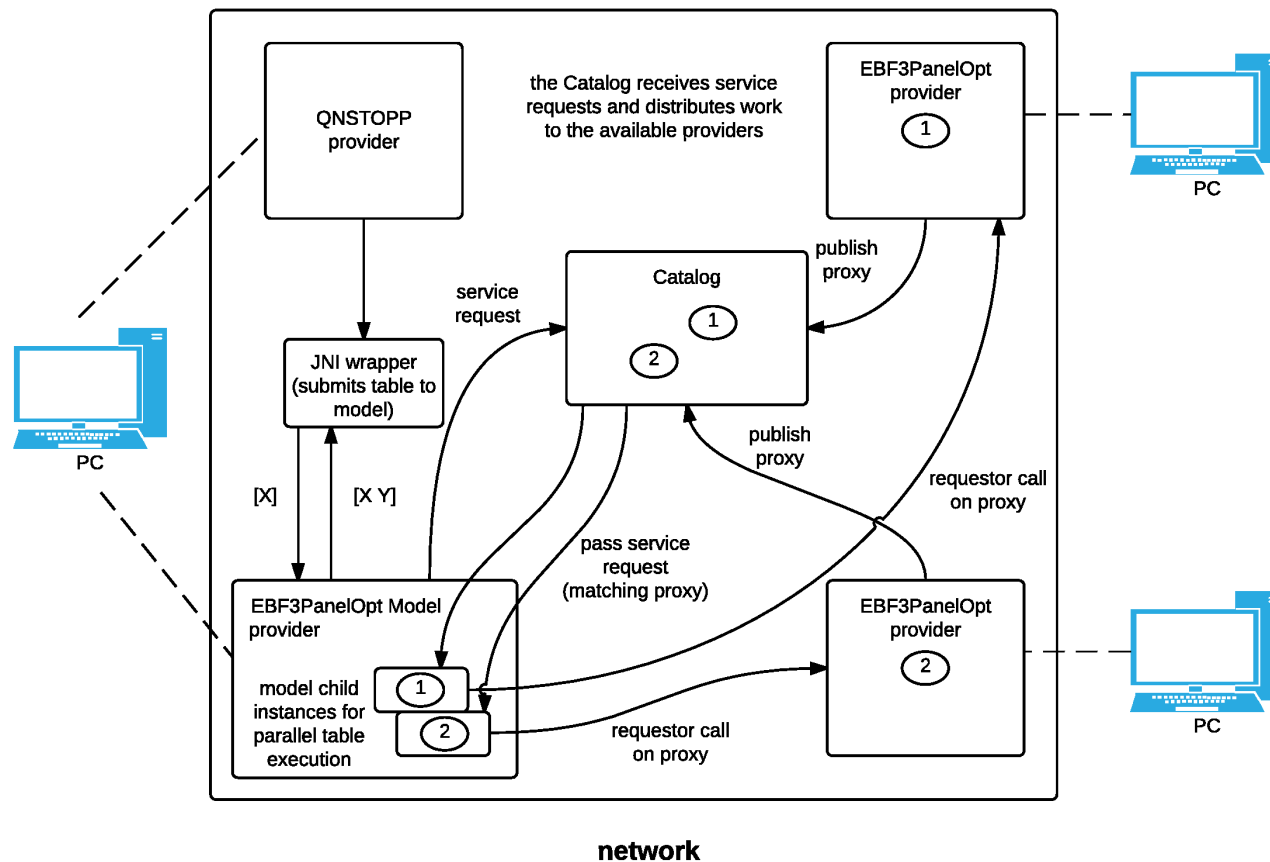 QNSTOPP
provider
the Catalog receives service
requests and distributes work
to the available providers
EBF3PanelOpt
provider
1
PC
publish
proxy
Catalog
1
2
service
request
JNI wrapper
(submits table to
model)
PC
[X]
[X Y]
publish
proxy
requestor call
on proxy
pass service
request
(matching proxy)
EBF3PanelOpt Model
provider
model child
instances for
parallel table
execution
1
2
requestor call
on proxy
EBF3PanelOpt
provider
2
PC
network